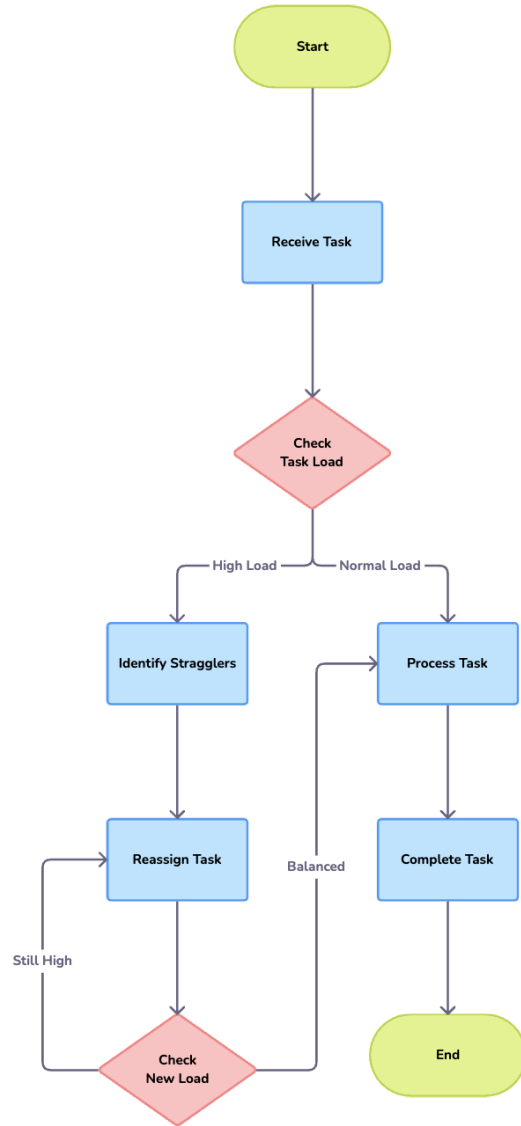 Start
Receive Task
Check
Task Load
High Load
Normal Load
Identify Stragglers
Process Task
Reassign Task
Balanced
Complete Task
Still High
Check
New Load
End